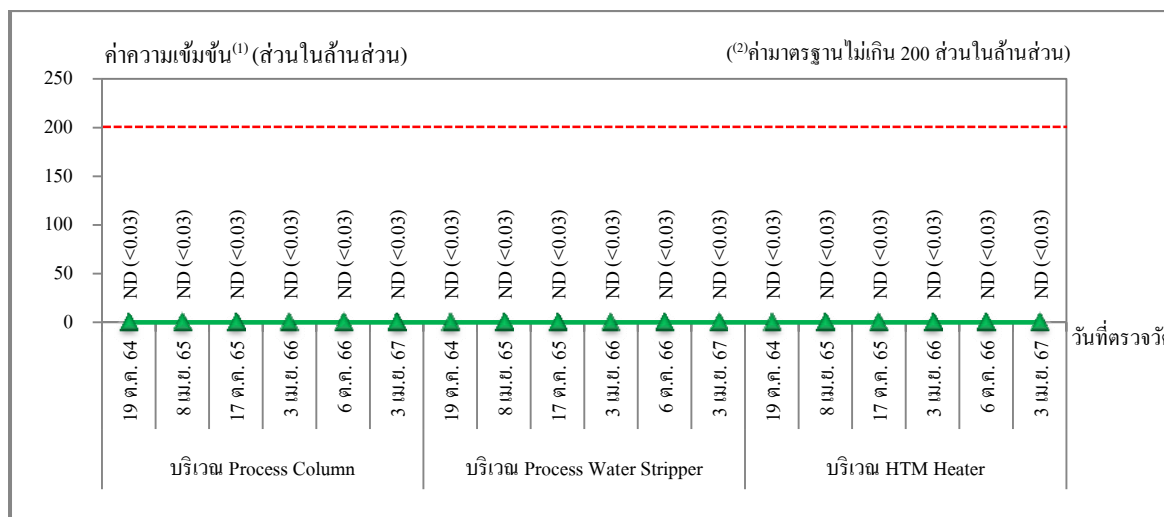 ค่าความเข้มข้น(1) (ส่วนในล้านส่วน) (⁠(2)ค่ามาตรฐานไม่เกิน 200 ส่วนในล้านส่วน)
250
200
150
100
50
0
ND (<0.03) ND (<0.03) ND (<0.03) ND (<0.03) ND (<0.03) ND (<0.03) ND (<0.03) ND (<0.03) ND (<0.03) ND (<0.03) ND (<0.03) ND (<0.03) ND (<0.03) ND (<0.03) ND (<0.03) ND (<0.03) ND (<0.03) ND (<0.03)
วันที่ตรวจวัด
19 ต.ค. 64 8 เม.ย. 65 17 ต.ค. 65 3 เม.ย. 66 6 ต.ค. 66 3 เม.ย. 67 19 ต.ค. 64 8 เม.ย. 65 17 ต.ค. 65 3 เม.ย. 66 6 ต.ค. 66 3 เม.ย. 67 19 ต.ค. 64 8 เม.ย. 65 17 ต.ค. 65 3 เม.ย. 66 6 ต.ค. 66 3 เม.ย. 67
บริเวณ Process Column บริเวณ Process Water Stripper บริเวณ HTM Heater